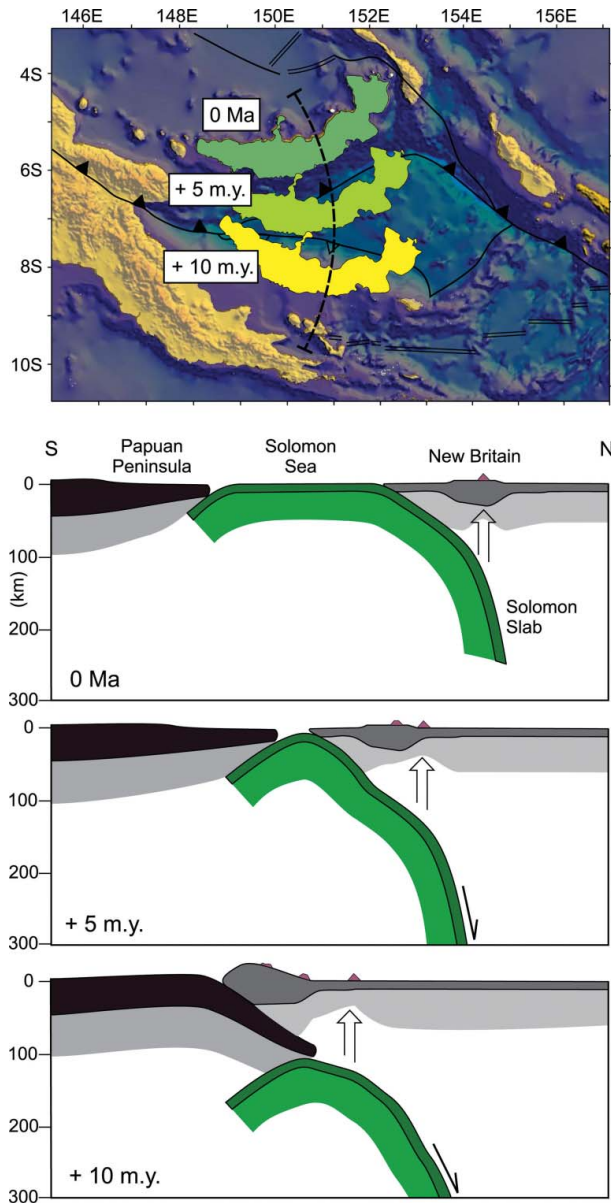 146E 148E 150E 152E 154E 156E
4S
0 Ma
6S
+ 5 m.y.
+ 10 m.y.
8S
10S
S Papuan Peninsula Solomon Sea New Britain N
0
100
(km)
200
300
Solomon
Slab
0 Ma
0
100
200
300
+ 5 m.y.
0
100
200
300
+ 10 m.y.